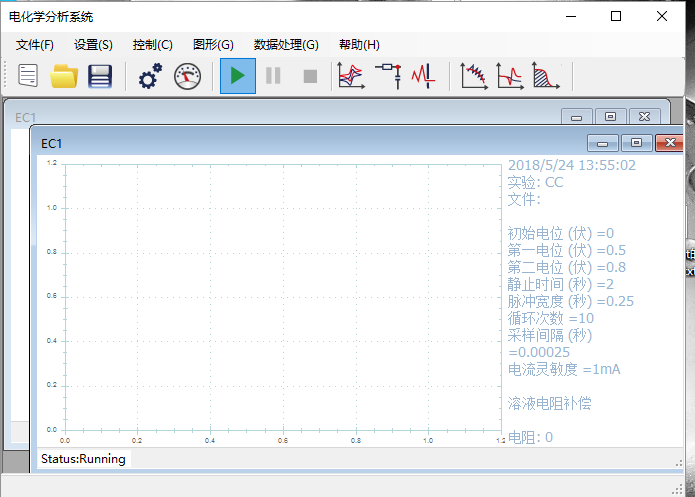 电化学分析系统
文件(F) 设置(S) 控制(C) 图形(G) 数据处理(G) 帮助(H)
EC1
EC1
2018/5/24 13:55:02
实验: CC
文件:
初始电位 (伏) =0
第一电位 (伏) =0.5
第二电位 (伏) =0.8
静止时间 (秒) =2
脉冲宽度 (秒) =0.25
循环次数 =10
采样间隔 (秒)
=0.00025
电流灵敏度 =1mA
溶液电阻补偿
电阻: 0
1.2
1.0
0.8
0.6
0.4
0.2
0.0
0.0 0.2 0.4 0.6 0.8 1.0 1.2
Status:Running